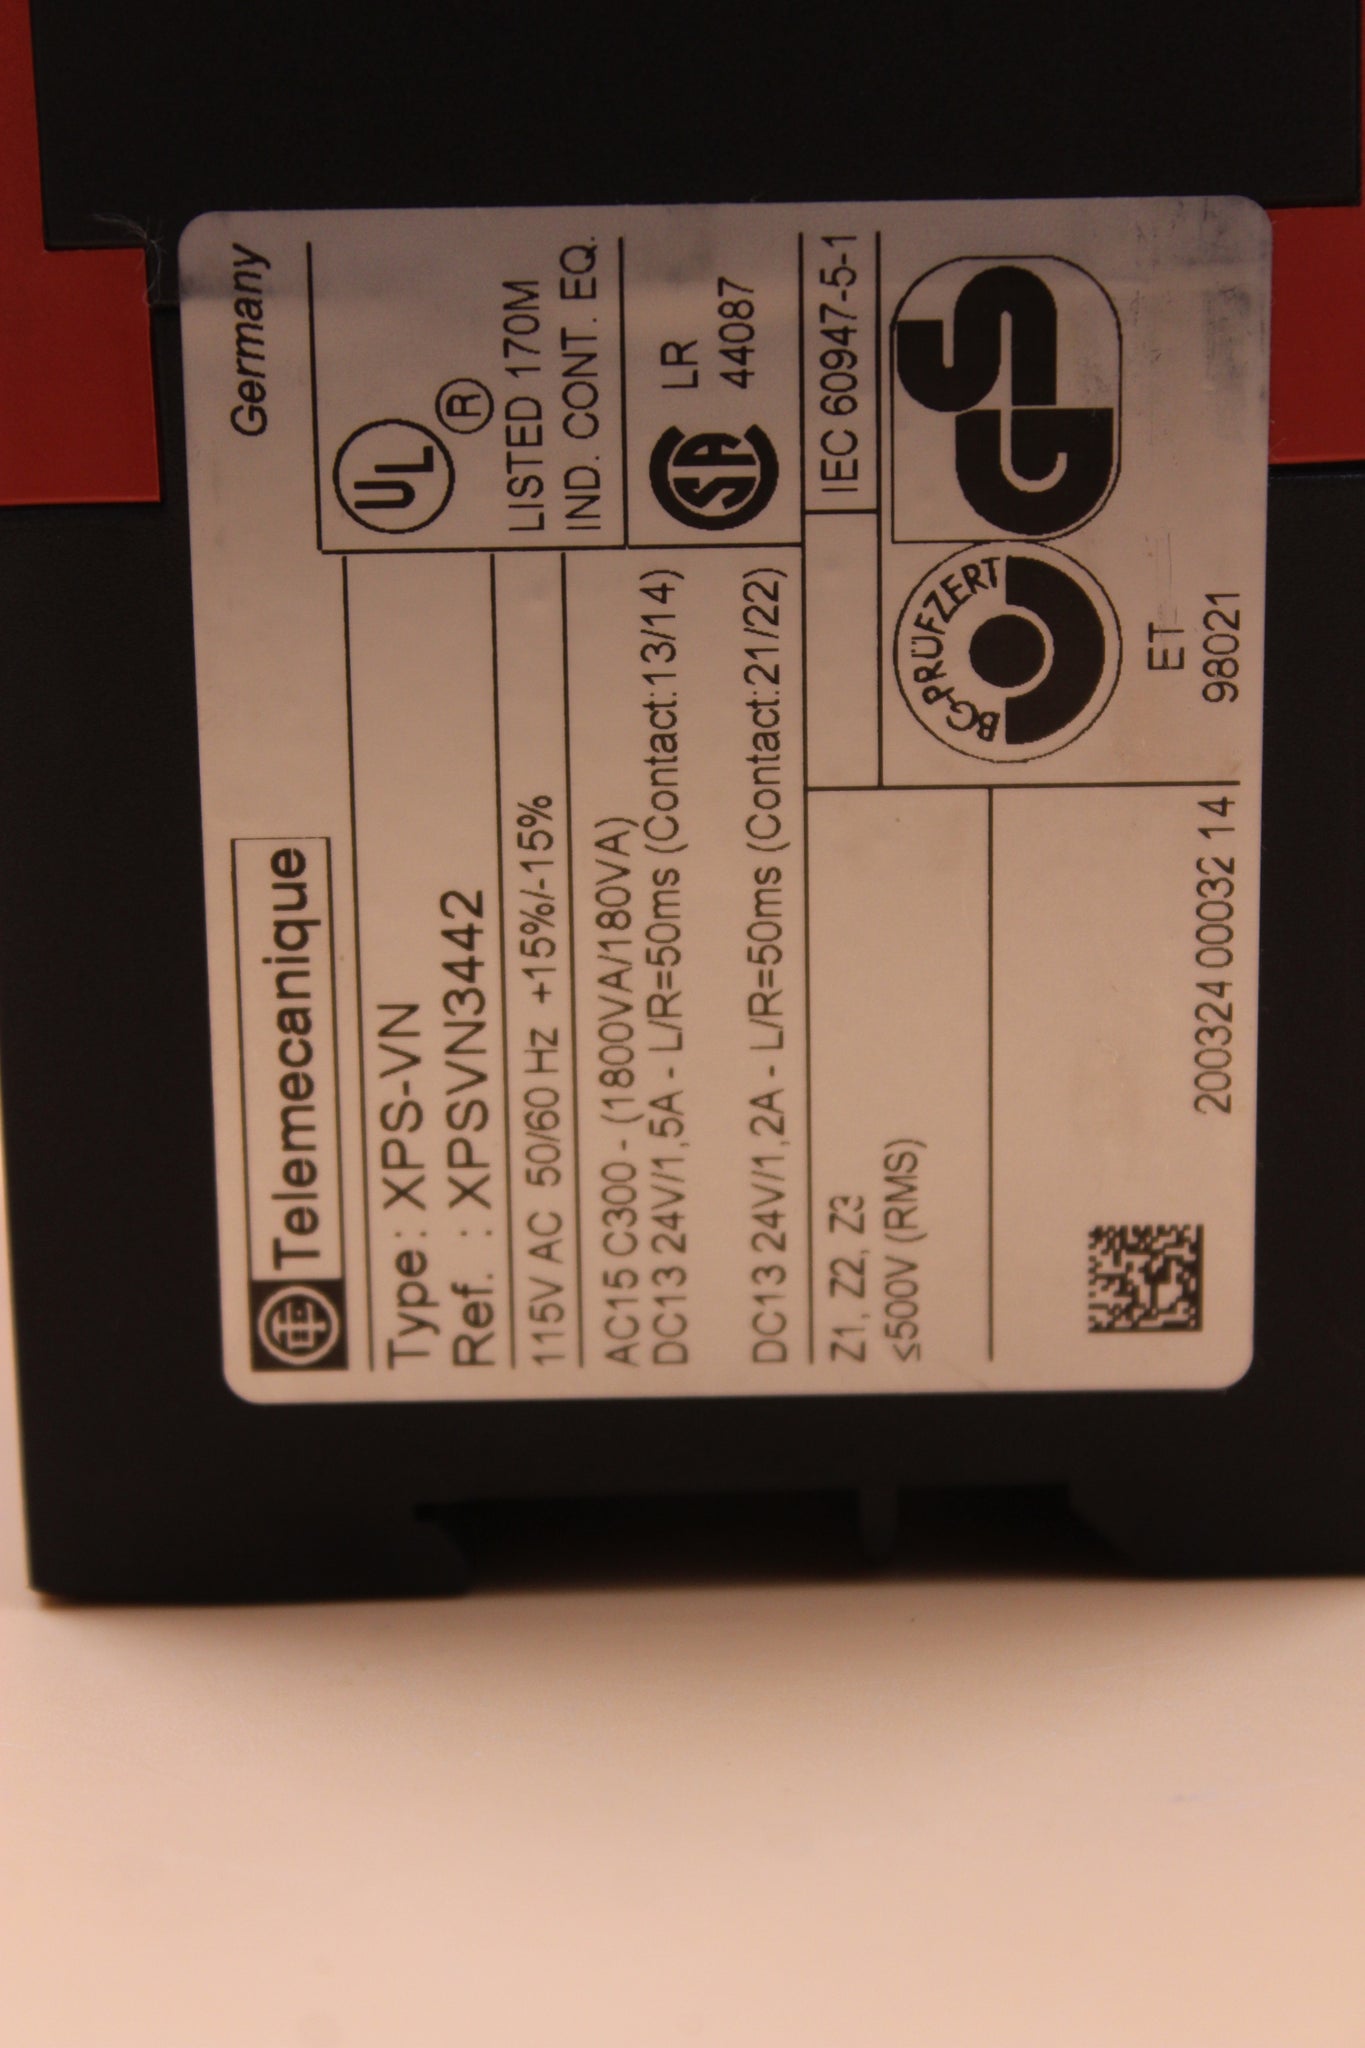 Telemecanique
Germany
Type: XPS-VN
Ref. : XPSVN3442
115V AC 50/60 Hz +15%/-15%
AC15 C300 - (1800VA/180VA)
DC13 24V/1,5A - L/R=50ms (Contact:13/14)
DC13 24V/1,2A - L/R=50ms (Contact:21/22)
Z1, Z2, Z3
≤500V (RMS)
UL
®
LISTED 170M
IND. CONT. EQ.
SA LR
44087
IEC 60947-5-1
BG-PRÜFZERT
GS
ET
98021
200324 00032 14